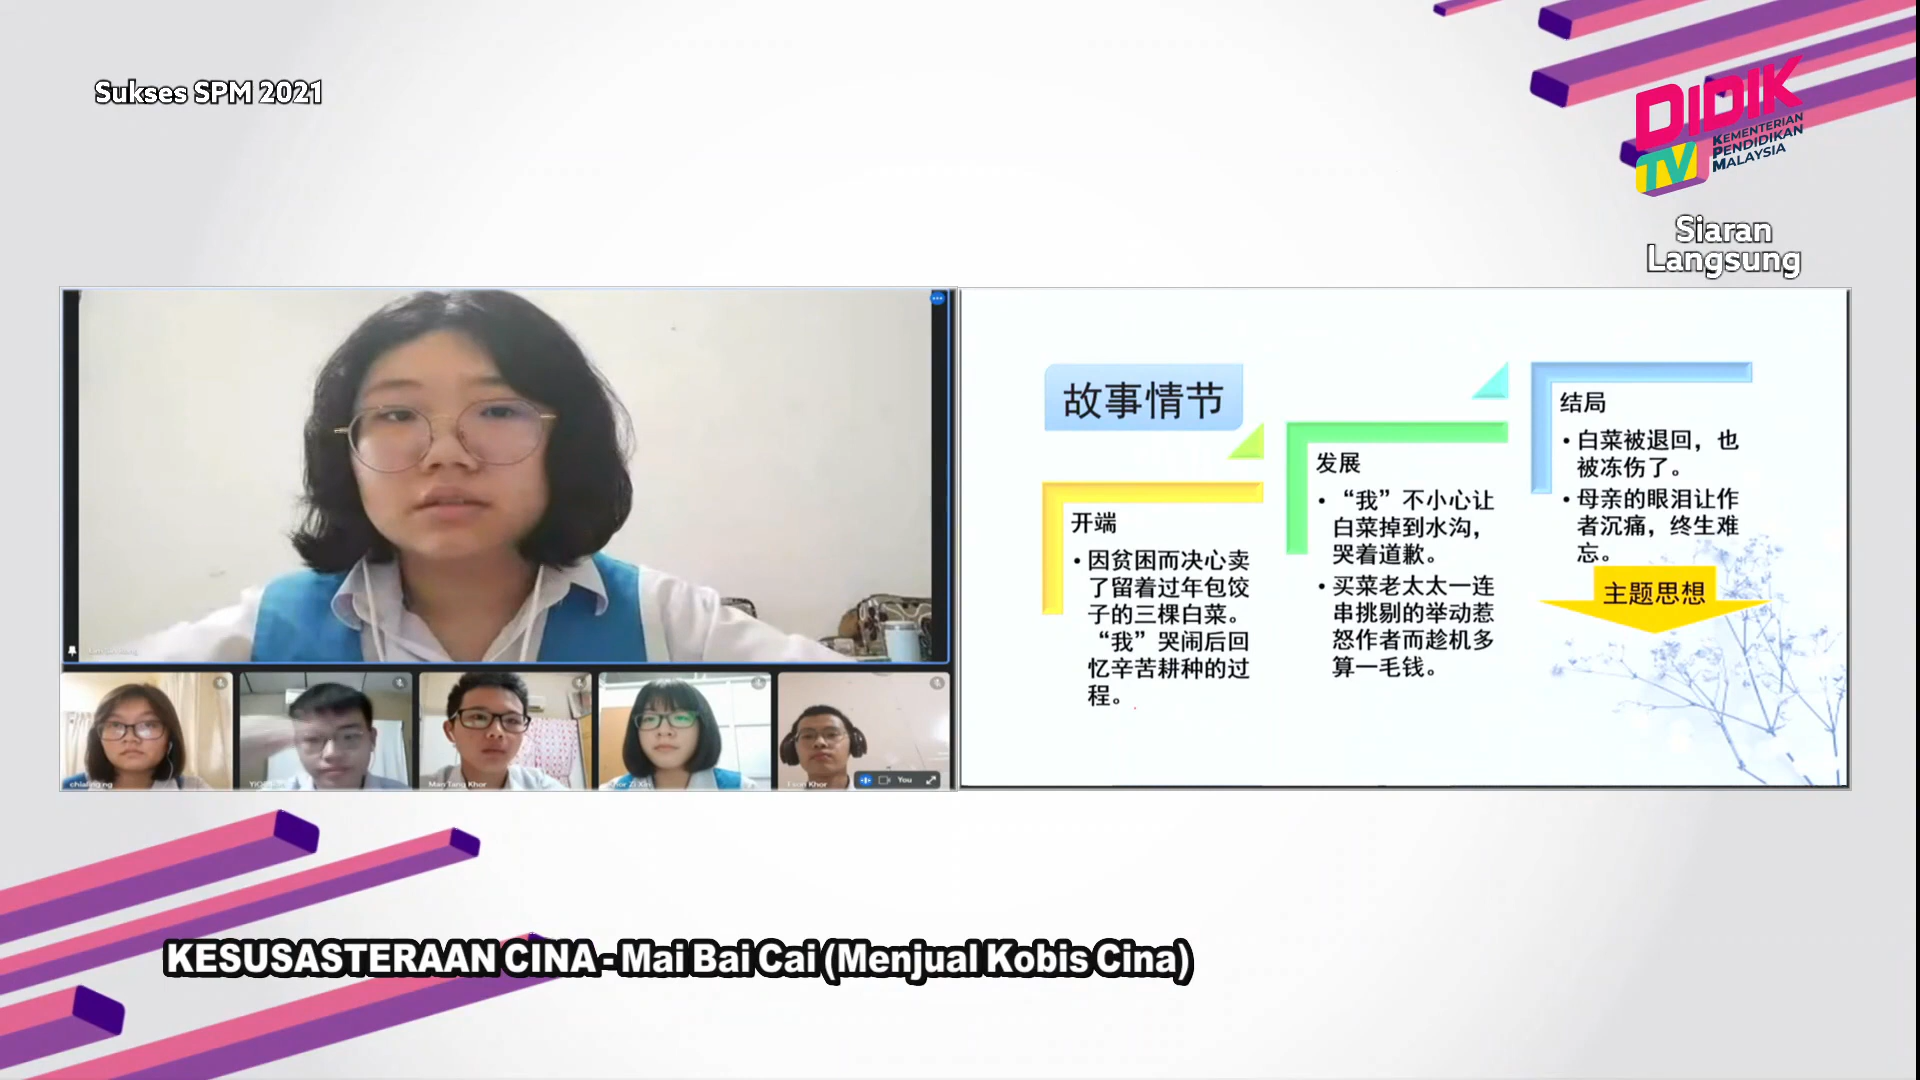 Sukses SPM 2021
DIDIK
TV
KEMENTERIAN
PENDIDIKAN
MALAYSIA
Siaran
Langsung
故事情节
开端
• 因贫困而决心卖
了留着过年包饺
子的三棵白菜。
“我”哭闹后回
忆辛苦耕种的过
程。
发展
• “我”不小心让
白菜掉到水沟，
哭着道歉。
• 买菜老太太一连
串挑剔的举动惹
怒作者而趁机多
算一毛钱。
结局
• 白菜被退回，也
被冻伤了。
• 母亲的眼泪让作
者沉痛，终生难
忘。
主题思想
Man Tang Khor
You
Khor
KESUSASTERAAN CINA - Mai Bai Cai (Menjual Kobis Cina)